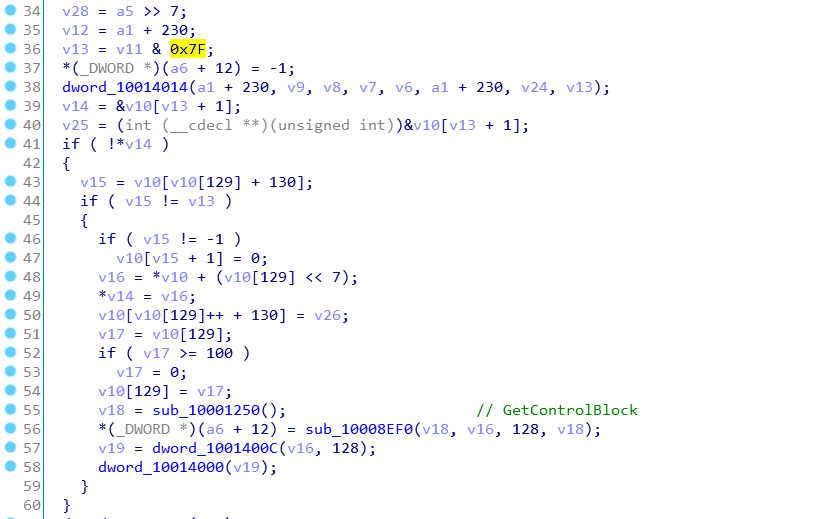 34 v28 = a5 >> 7;
35 v12 = a1 + 230;
36 v13 = v11 & 0x7F;
37 *(_DWORD *)(a6 + 12) = -1;
38 dword_10014014(a1 + 230, v9, v8, v7, v6, a1 + 230, v24, v13);
39 v14 = &v10[v13 + 1];
40 v25 = (int (__cdecl **)(unsigned int))&v10[v13 + 1];
41 if ( !*v14 )
42 {
43 v15 = v10[v10[129] + 130];
44 if ( v15 != v13 )
45 {
46 if ( v15 != -1 )
47 v10[v15 + 1] = 0;
48 v16 = *v10 + (v10[129] << 7);
49 *v14 = v16;
50 v10[v10[129]++ + 130] = v26;
51 v17 = v10[129];
52 if ( v17 >= 100 )
53 v17 = 0;
54 v10[129] = v17;
55 v18 = sub_10001250(); // GetControlBlock
56 *(_DWORD *)(a6 + 12) = sub_10008EF0(v18, v16, 128, v18);
57 v19 = dword_1001400C(v16, 128);
58 dword_10014000(v19);
59 }
60 }